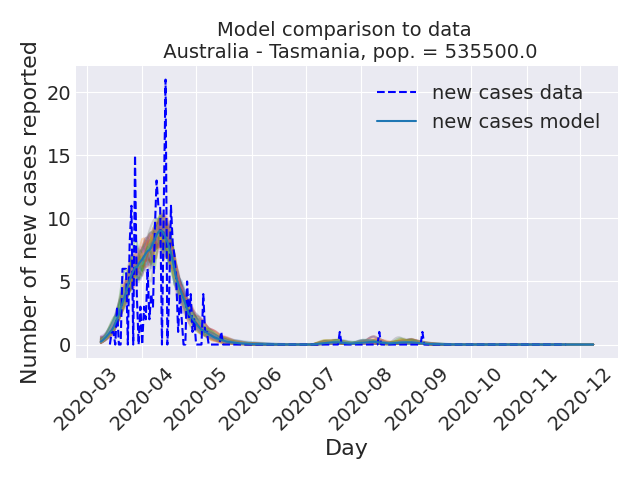 Model comparison to data
Australia - Tasmania, pop. = 535500.0
Number of new cases reported
20
15
10
5
0
new cases data
new cases model
2020-03
2020-04
2020-05
2020-06
2020-07
2020-08
2020-09
2020-10
2020-11
2020-12
Day